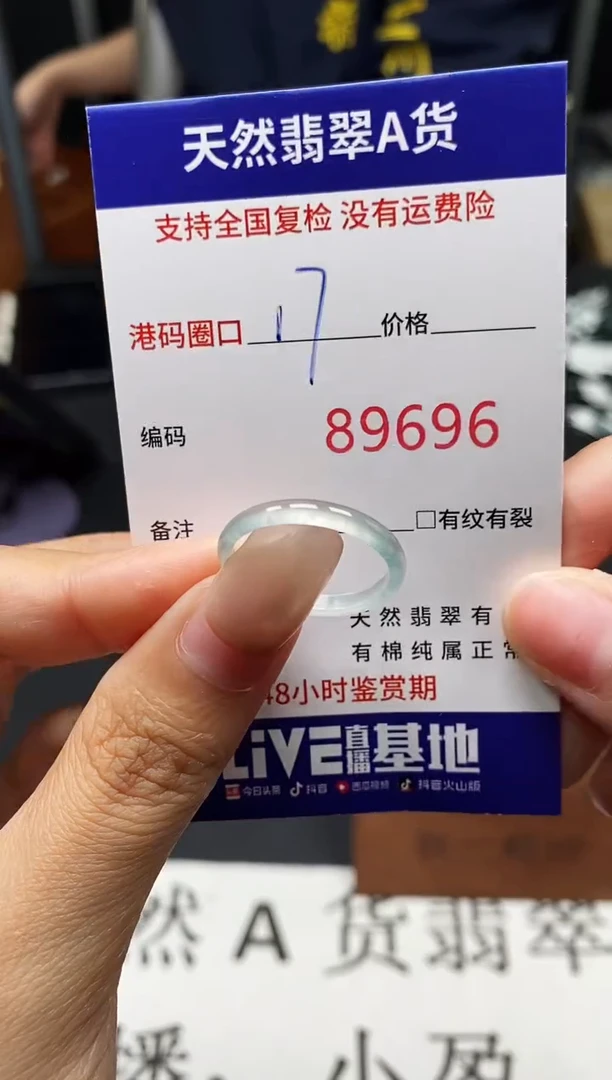 天然翡翠A货
支持全国复检 没有运费险
港码圈口 17 价格
编码 89696
备注 □有纹有裂
天然翡翠有
有棉纯属正常
48小时鉴赏期
LiVE直播基地
今日头条 抖音 西瓜视频 抖音火山版
然 A 货翡翠
播: 小